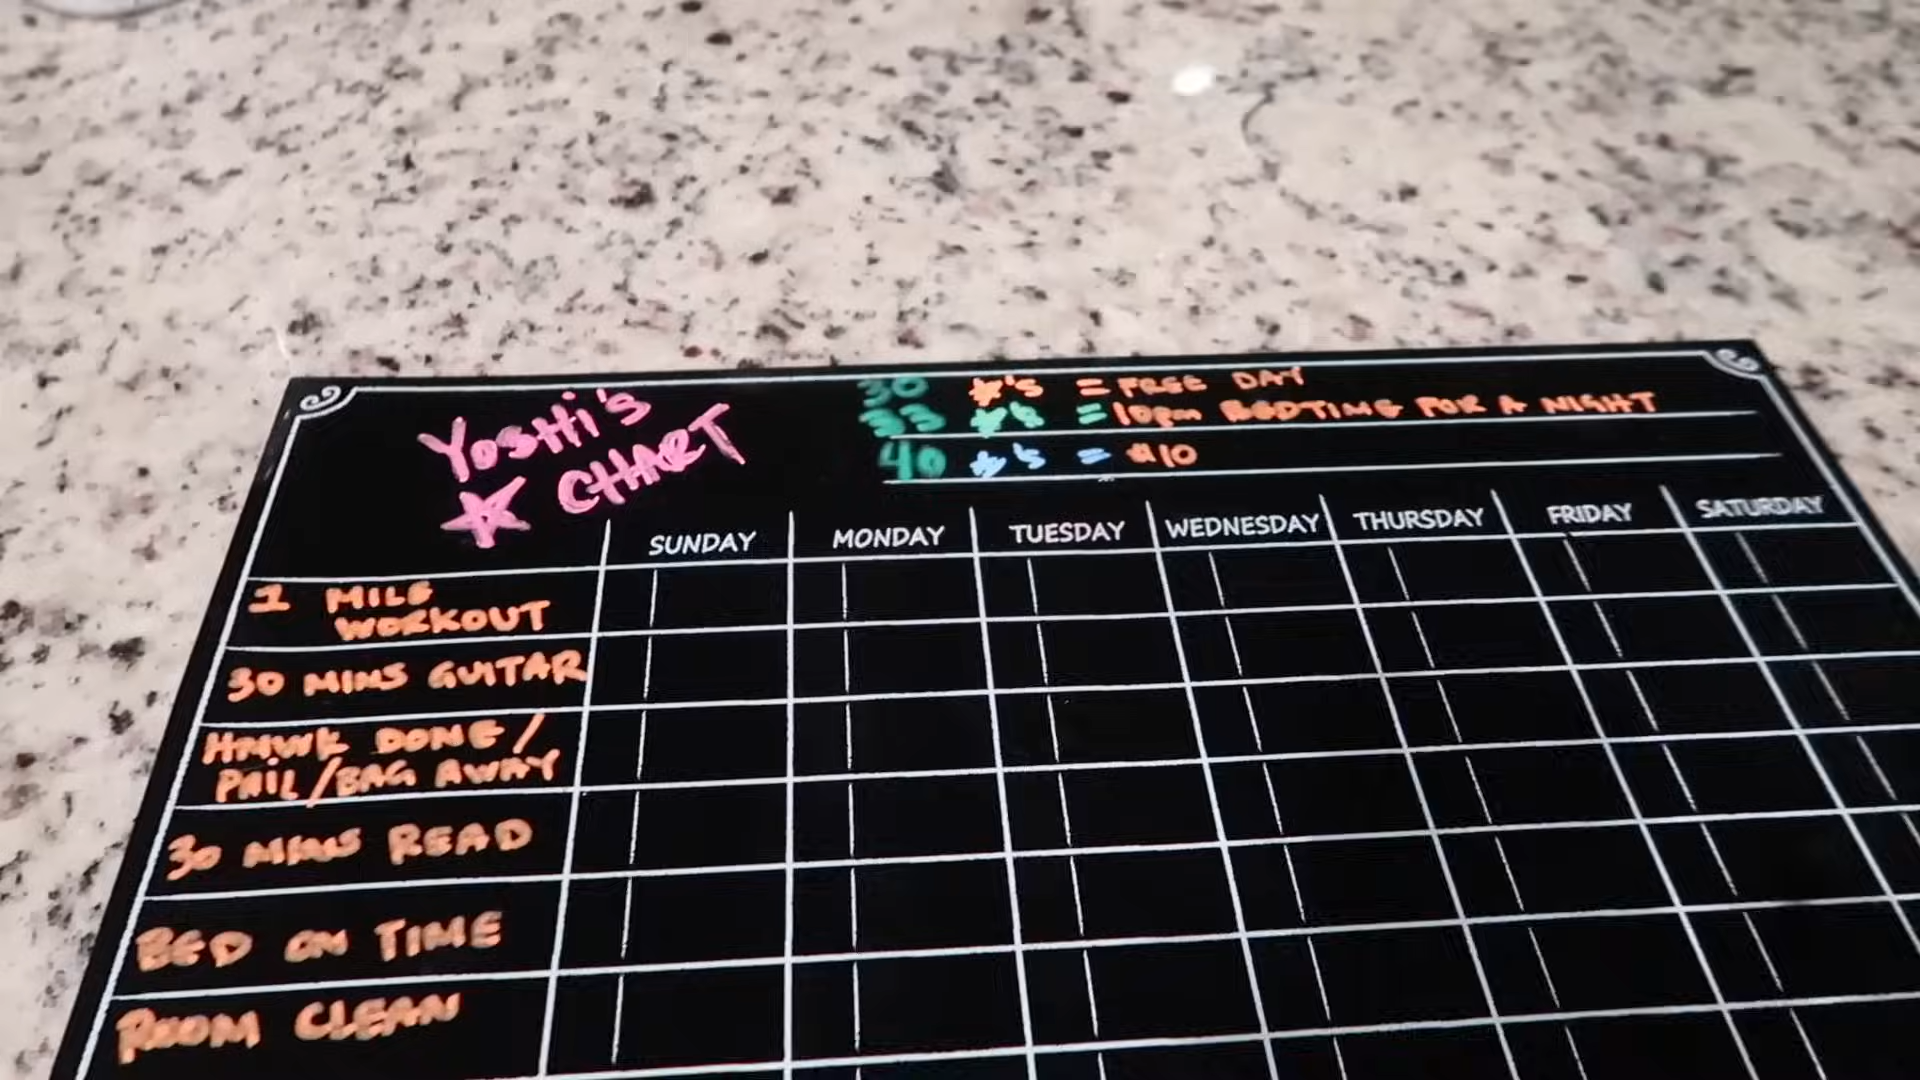 Yoshi's
☆ CHART
30 ☆'s = FREE DAY
33 ☆'s = 10pm BEDTIME FOR A NIGHT
40 ☆'s = $10
SUNDAY MONDAY TUESDAY WEDNESDAY THURSDAY FRIDAY SATURDAY
1 MILE
WORKOUT
30 MINS GUITAR
HMWK DONE/
PAIL/BAG AWAY
30 MINS READ
BED ON TIME
ROOM CLEAN